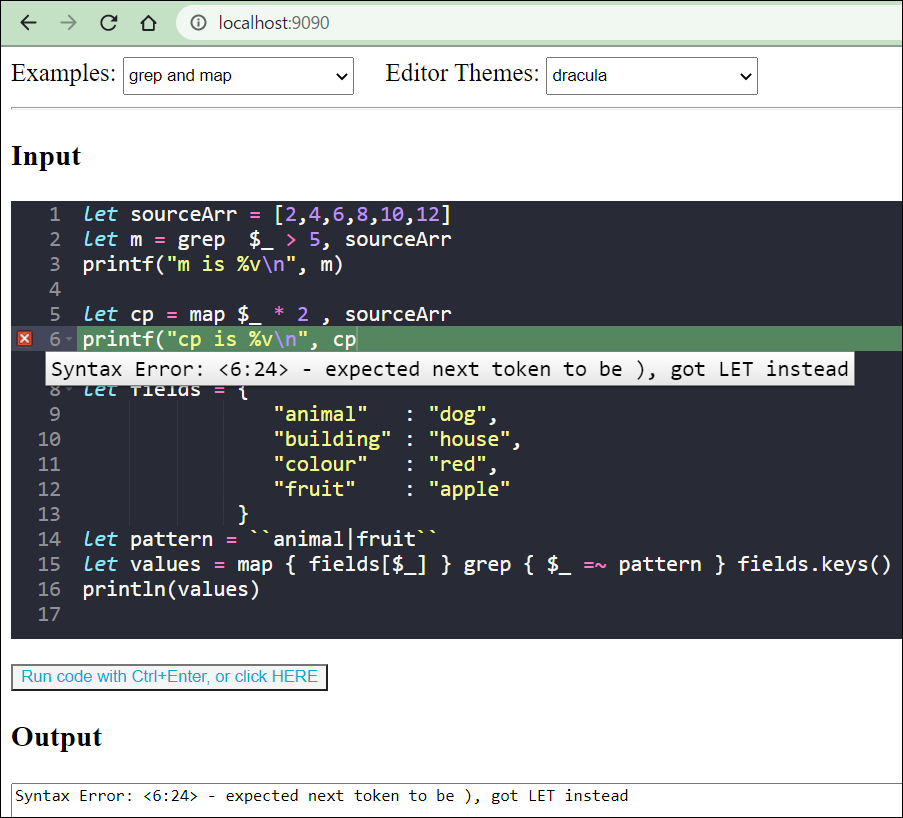 localhost:9090
Examples: grep and map Editor Themes: dracula
Input
1 let sourceArr = [2,4,6,8,10,12]
2 let m = grep  $_ > 5, sourceArr
3 printf("m is %v\n", m)
4
5 let cp = map $_ * 2 , sourceArr
6 printf("cp is %v\n", cp
Syntax Error: <6:24> - expected next token to be ), got LET instead
8 let fields = {
9                 "animal"   : "dog",
10                 "building" : "house",
11                 "colour"   : "red",
12                 "fruit"    : "apple"
13              }
14 let pattern = ``animal|fruit``
15 let values = map { fields[$_] } grep { $_ =~ pattern } fields.keys()
16 println(values)
17
Run code with Ctrl+Enter, or click HERE
Output
Syntax Error: <6:24> - expected next token to be ), got LET instead